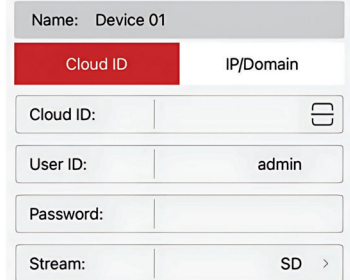 Name: Device 01
Cloud ID IP/Domain
Cloud ID:
User ID: admin
Password:
Stream: SD >